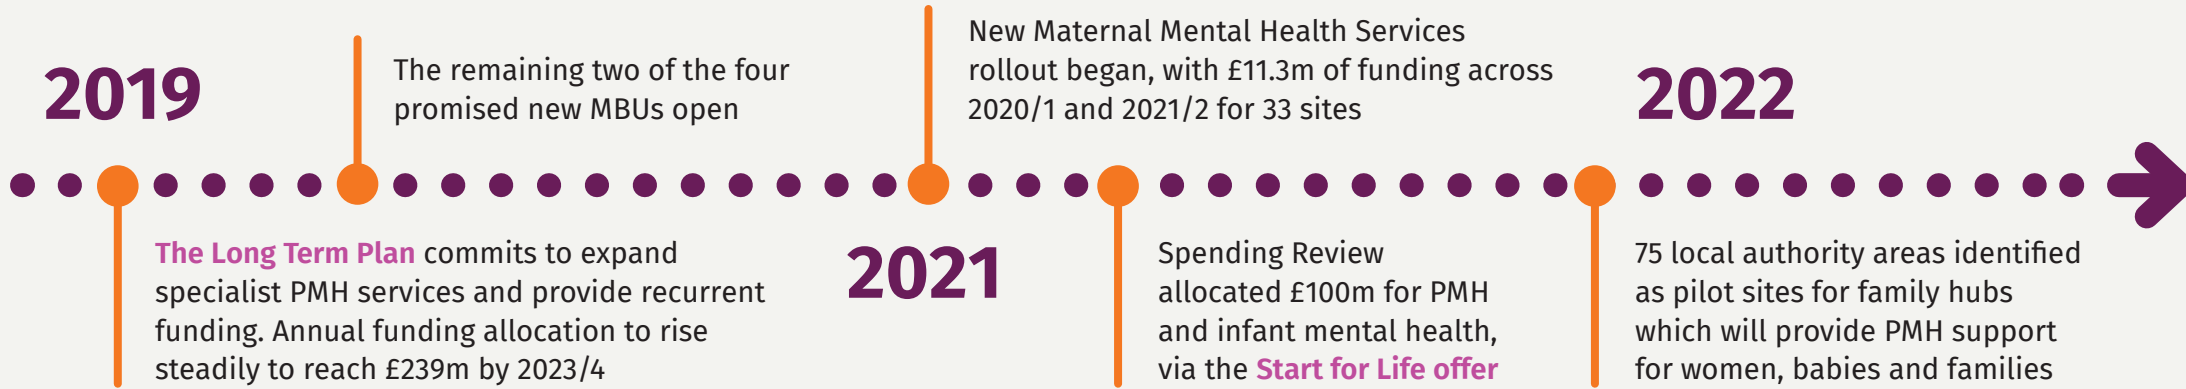 2019
The Long Term Plan commits to expand
specialist PMH services and provide recurrent
funding. Annual funding allocation to rise
steadily to reach £239m by 2023/4
The remaining two of the four
promised new MBUs open
2021
New Maternal Mental Health Services
rollout began, with £11.3m of funding across
2020/1 and 2021/2 for 33 sites
Spending Review
allocated £100m for PMH
and infant mental health,
via the Start for Life offer
2022
75 local authority areas identified
as pilot sites for family hubs
which will provide PMH support
for women, babies and families